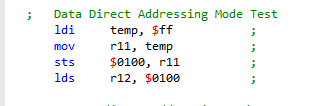 ;   Data Direct Addressing Mode Test
    ldi     temp, $ff           ;
    mov     r11, temp           ;
    sts     $0100, r11          ;
    lds     r12, $0100          ;